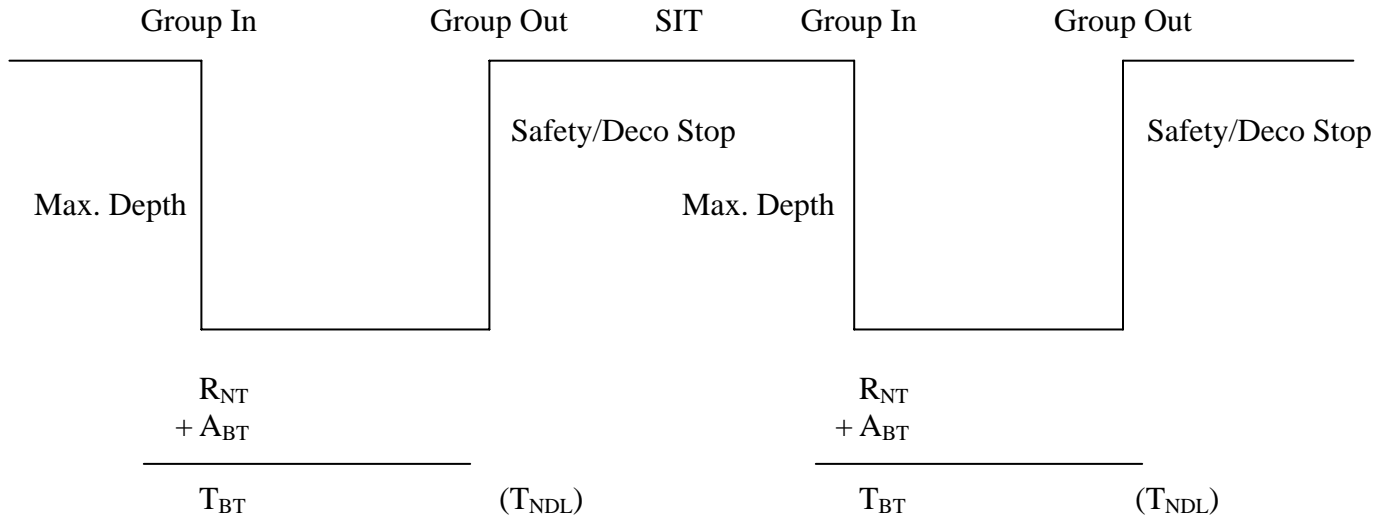 Group In Group Out SIT Group In Group Out
Safety/Deco Stop Safety/Deco Stop
Max. Depth Max. Depth
R_NT R_NT
+ A_BT + A_BT
T_BT (T_NDL) T_BT (T_NDL)